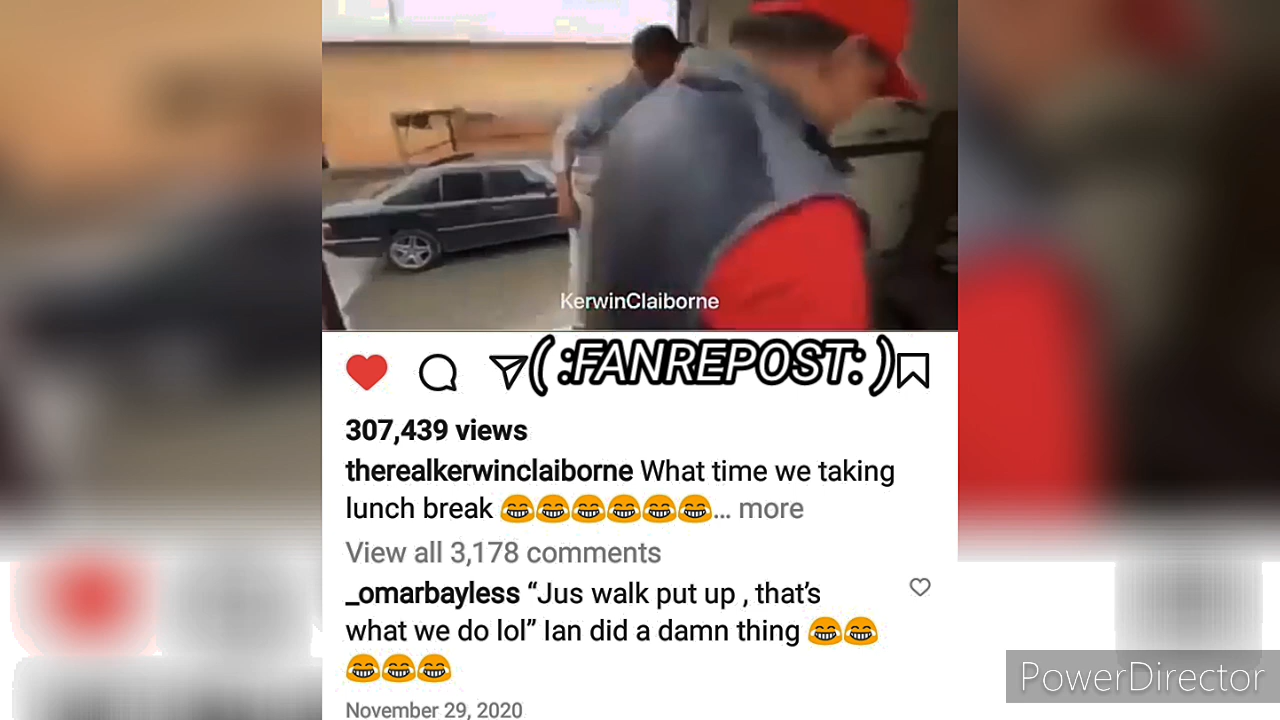 KerwinClaiborne
( :FANREPOST: )
307,439 views
therealkerwinclaiborne What time we taking
lunch break 😂😂😂😂😂😂... more
View all 3,178 comments
_omarbayless “Jus walk put up , that’s
what we do lol” Ian did a damn thing 😂😂
😂😂😂
November 29, 2020
PowerDirector